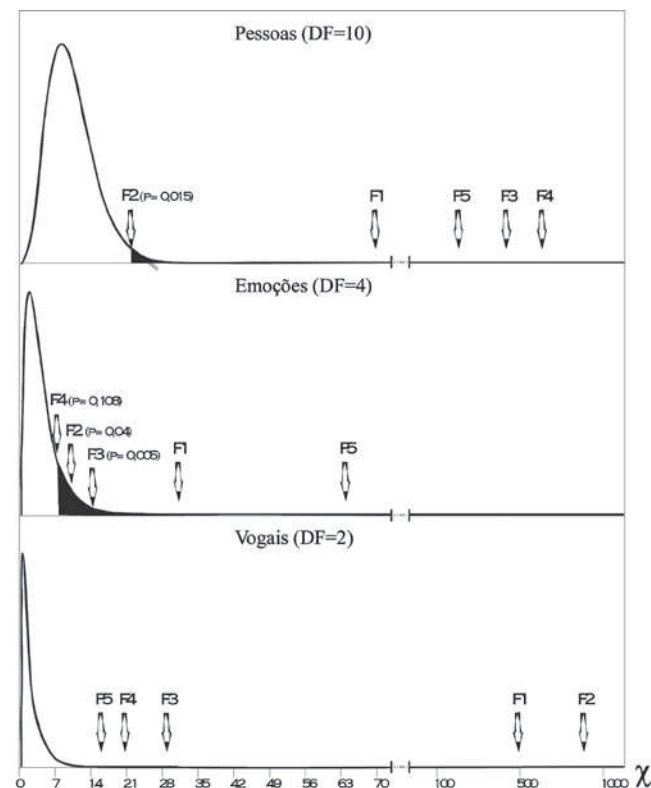 Pessoas (DF=10)
F2 (P= 0,015)
F1
F5
F3
F4
Emoções (DF=4)
F4 (P= 0,108)
F2 (P= 0,04)
F3 (P= 0,005)
F1
F5
Vogais (DF=2)
F5 F4 F3 F1 F2
0 7 14 21 28 35 42 49 56 63 70 100 500 1000 χ